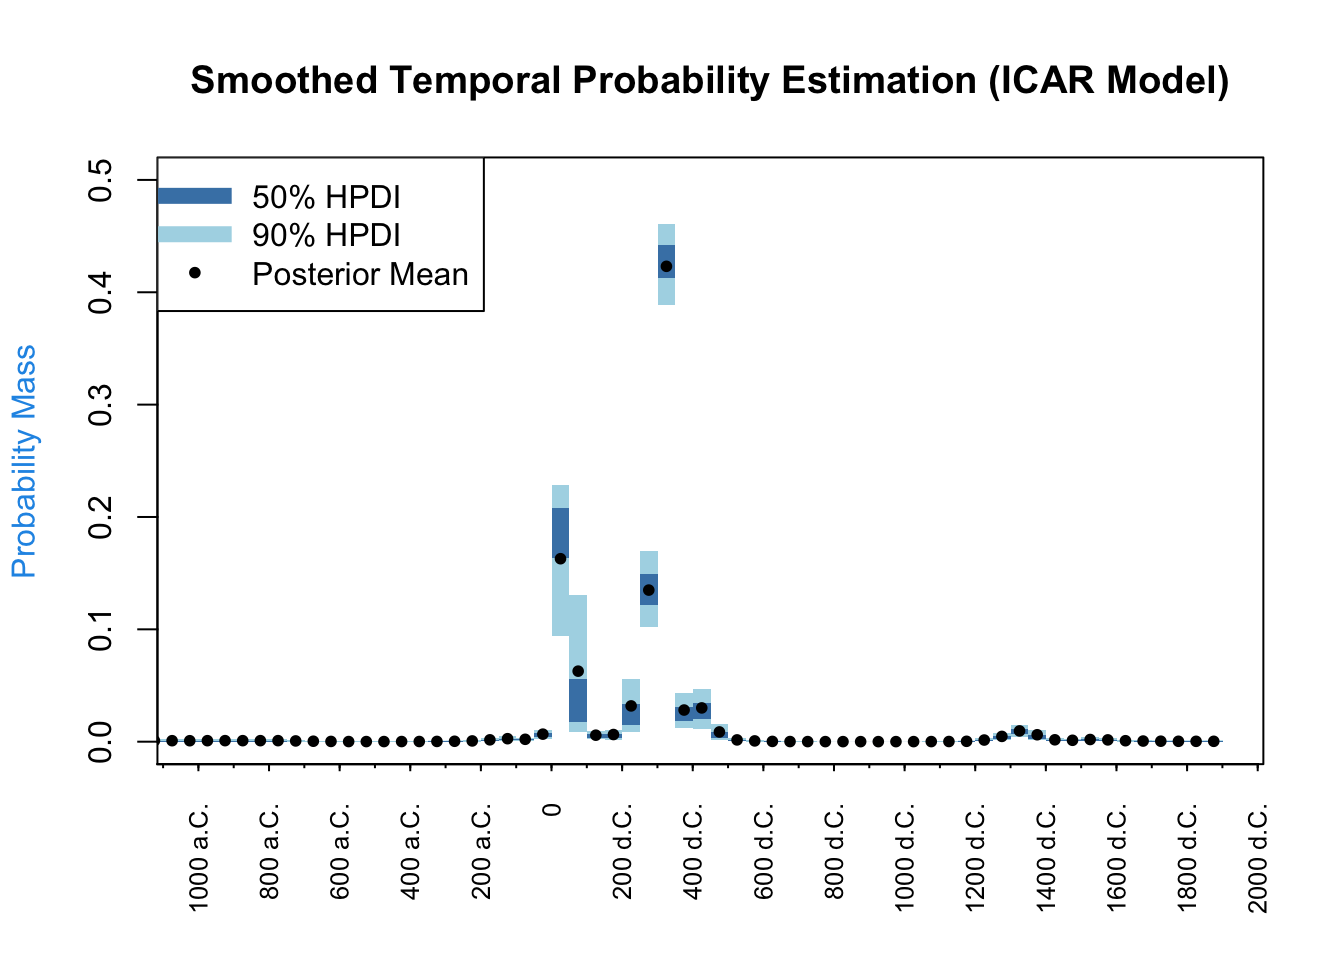 Smoothed Temporal Probability Estimation (ICAR Model)
50% HPDI
90% HPDI
Posterior Mean
Probability Mass
0.5
0.4
0.3
0.2
0.1
0.0
1000 a.C.
800 a.C.
600 a.C.
400 a.C.
200 a.C.
0
200 d.C.
400 d.C.
600 d.C.
800 d.C.
1000 d.C.
1200 d.C.
1400 d.C.
1600 d.C.
1800 d.C.
2000 d.C.